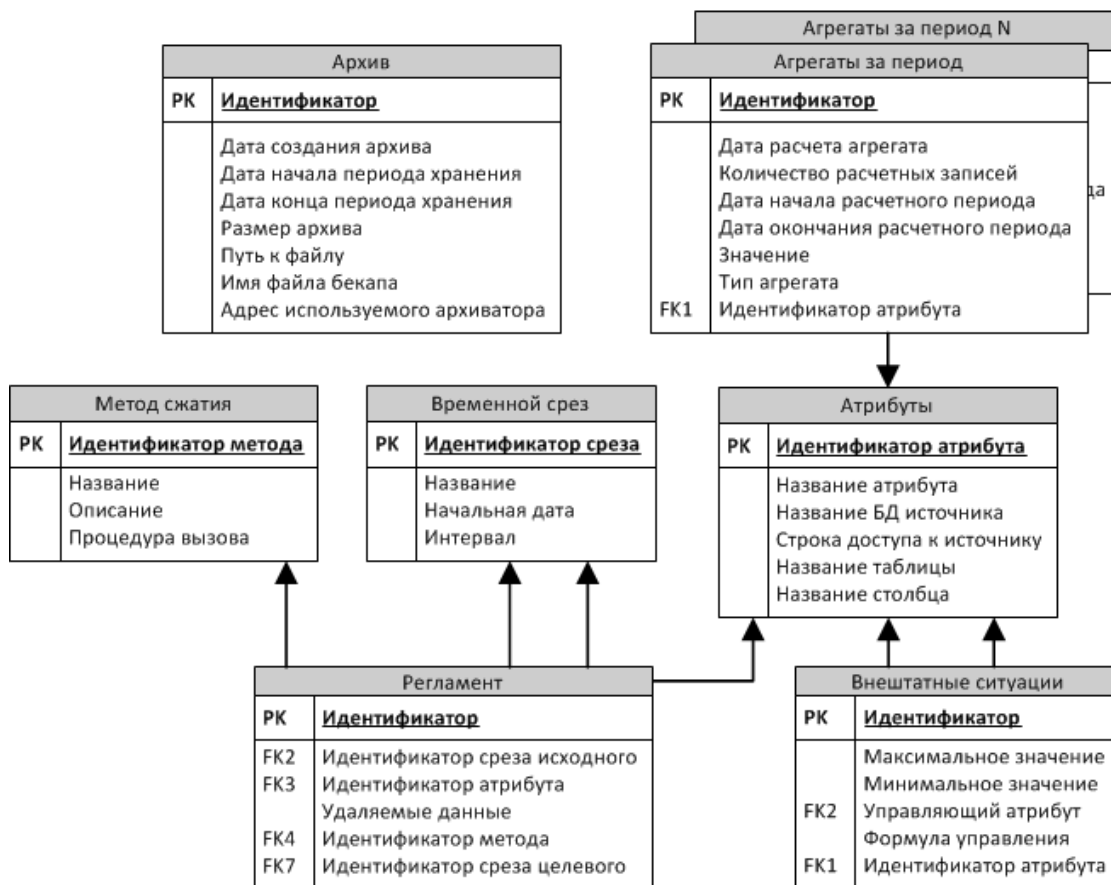 Агрегаты за период N
Архив
PK Идентификатор
Дата создания архива
Дата начала периода хранения
Дата конца периода хранения
Размер архива
Путь к файлу
Имя файла бекапа
Адрес используемого архиватора
Агрегаты за период
PK Идентификатор
Дата расчета агрегата
Количество расчетных записей
Дата начала расчетного периода
Дата окончания расчетного периода
Значение
Тип агрегата
FK1 Идентификатор атрибута
Метод сжатия
PK Идентификатор метода
Название
Описание
Процедура вызова
Временной срез
PK Идентификатор среза
Название
Начальная дата
Интервал
Атрибуты
PK Идентификатор атрибута
Название атрибута
Название БД источника
Строка доступа к источнику
Название таблицы
Название столбца
Регламент
PK Идентификатор
FK2 Идентификатор среза исходного
FK3 Идентификатор атрибута
Удаляемые данные
FK4 Идентификатор метода
FK7 Идентификатор среза целевого
Внештатные ситуации
PK Идентификатор
Максимальное значение
Минимальное значение
FK2 Управляющий атрибут
Формула управления
FK1 Идентификатор атрибута